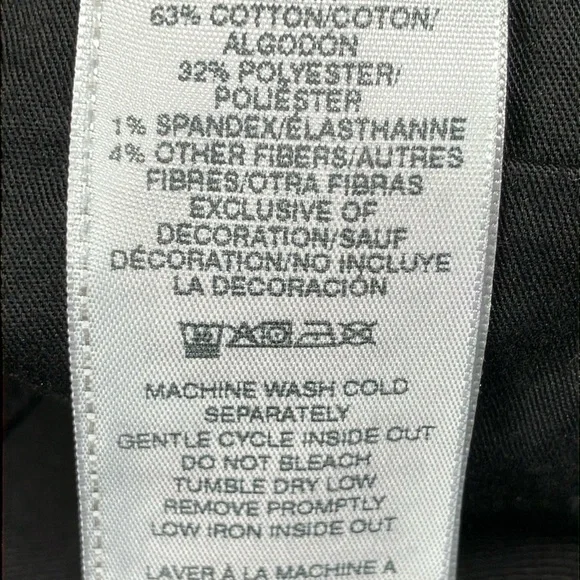 63% COTTON/COTON/
ALGODÓN
32% POLYESTER/
POLIÉSTER
1% SPANDEX/ÉLASTHANNE
4% OTHER FIBERS/AUTRES
FIBRES/OTRA FIBRAS
EXCLUSIVE OF
DECORATION/SAUF
DÉCORATION/NO INCLUYE
LA DECORACIÓN
MACHINE WASH COLD
SEPARATELY
GENTLE CYCLE INSIDE OUT
DO NOT BLEACH
TUMBLE DRY LOW
REMOVE PROMPTLY
LOW IRON INSIDE OUT
LAVER À LA MACHINE À